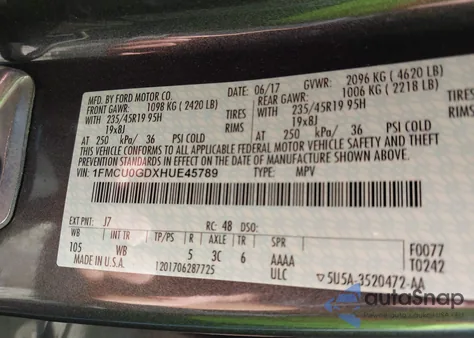 MFD. BY FORD MOTOR CO. DATE: 06/17 GVWR: 2096 KG ( 4620 LB)
FRONT GAWR: 1098 KG ( 2420 LB) REAR GAWR: 1006 KG ( 2218 LB)
WITH 235/45R19 95H TIRES WITH 235/45R19 95H TIRES
19x8J RIMS 19x8J RIMS
AT 250 kPa/ 36 PSI COLD AT 250 kPa/ 36 PSI COLD
THIS VEHICLE CONFORMS TO ALL APPLICABLE FEDERAL MOTOR VEHICLE SAFETY AND
THEFT PREVENTION STANDARDS IN EFFECT ON THE DATE OF MANUFACTURE SHOWN ABOVE.
VIN: 1FMCU0GDXHUE45789 TYPE: MPV
EXT PNT: J7 RC: 48 DSO:
WB INT TR TP/PS R AXLE TR SPR F0077
105 WB 5 3C 6 AAAA T0242
MADE IN U.S.A. 1201706287725 ULC 5U5A-3520472-AA
autoSnap